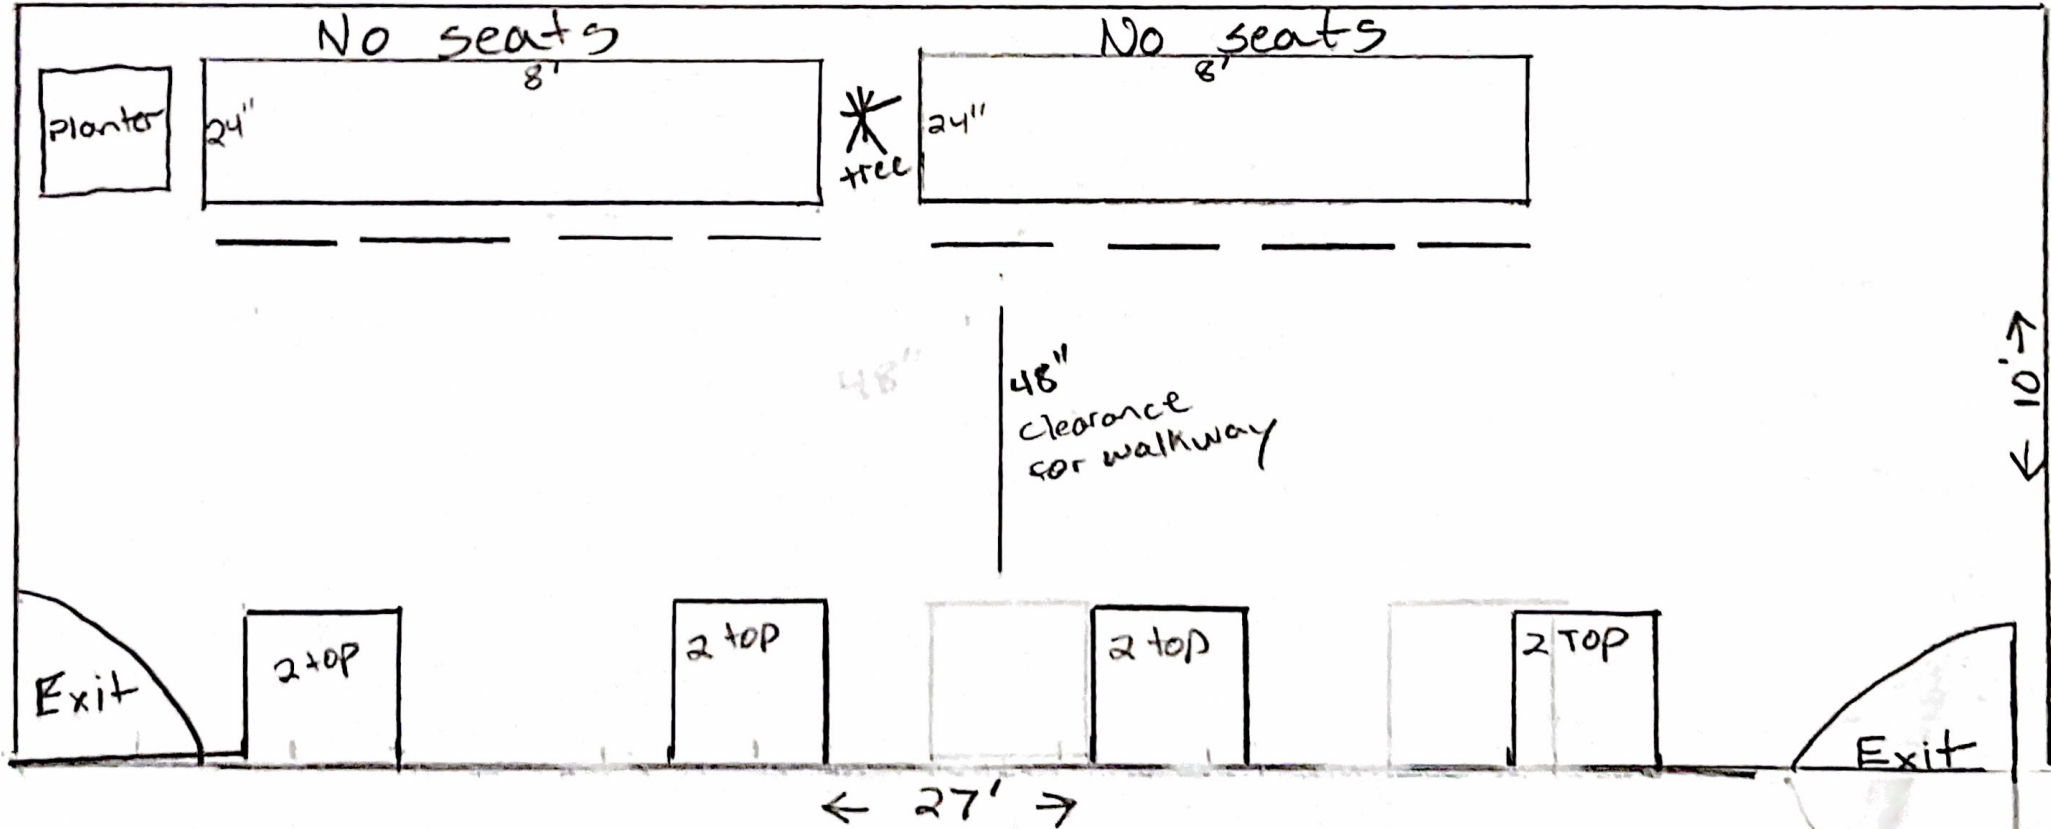 No seats
No seats
8'
8'
planter
24"
tree
24"
48"
48"
clearance
for walkway
10'
2 top
2 top
2 top
2 TOP
Exit
Exit
27'